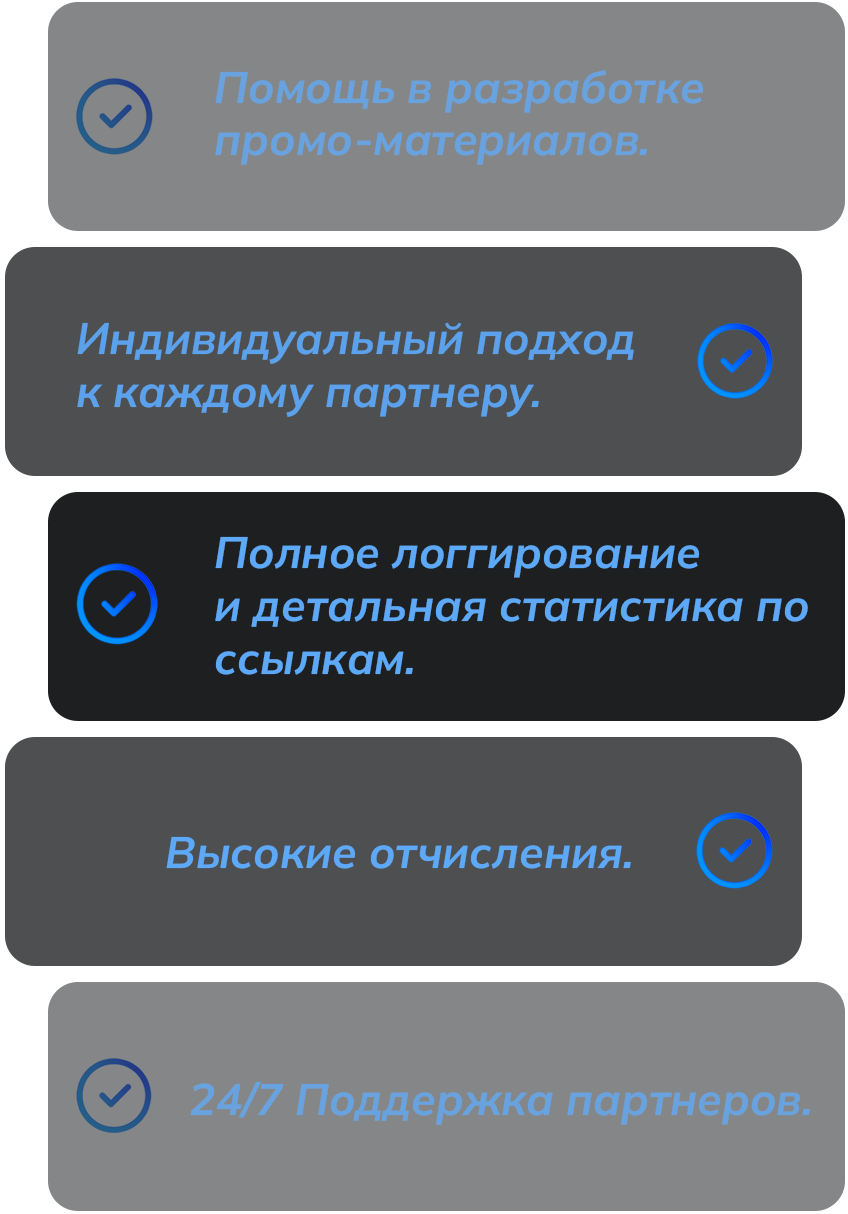 Помощь в разработке
промо-материалов.
Индивидуальный подход
к каждому партнеру.
Полное логгирование
и детальная статистика по
ссылкам.
Высокие отчисления.
24/7 Поддержка партнеров.